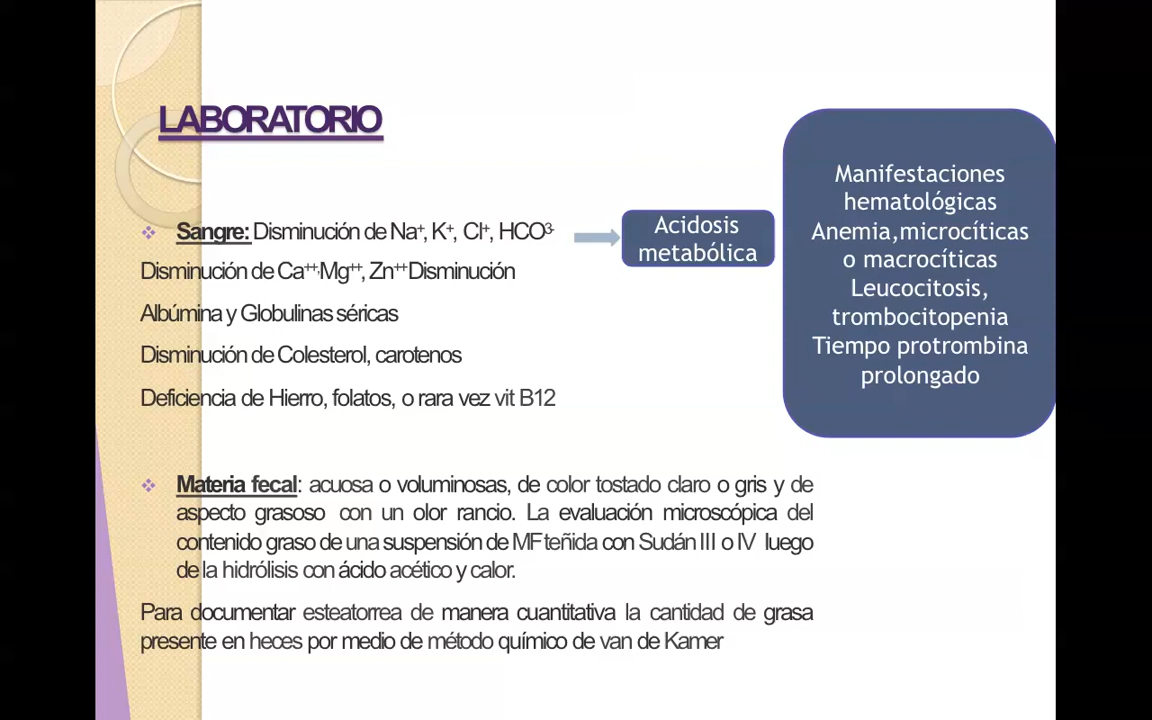 LABORATORIO
Sangre: Disminución de Na⁺, K⁺, Cl⁺, HCO³⁻
Disminución de Ca⁺⁺,Mg⁺⁺, Zn⁺⁺ Disminución
Albúmina y Globulinas séricas
Disminución de Colesterol, carotenos
Deficiencia de Hierro, folatos, o rara vez vit B12
Acidosis
metabólica
Manifestaciones
hematológicas
Anemia,microcíticas
o macrocíticas
Leucocitosis,
trombocitopenia
Tiempo protrombina
prolongado
Materia fecal: acuosa o voluminosas, de color tostado claro o gris y de
aspecto grasoso con un olor rancio. La evaluación microscópica del
contenido graso de una suspensión de MF teñida con Sudán III o IV luego
de la hidrólisis con ácido acético y calor.
Para documentar esteatorrea de manera cuantitativa la cantidad de grasa
presente en heces por medio de método químico de van de Kamer